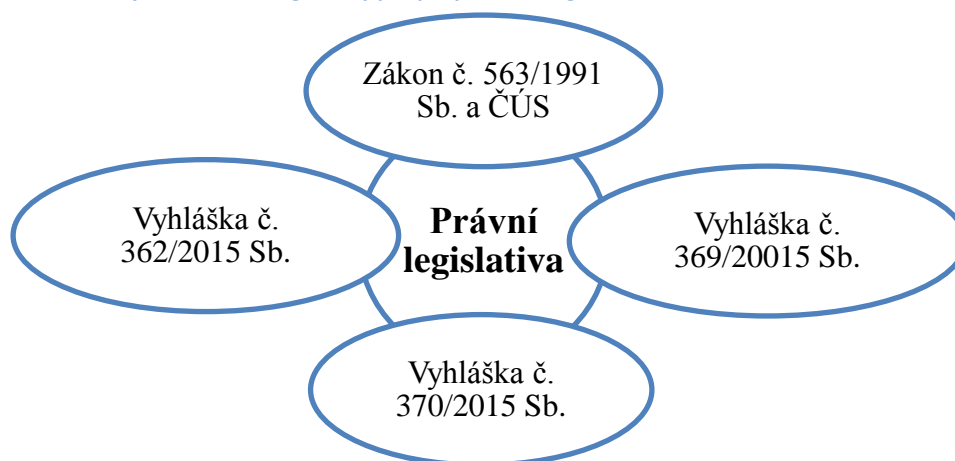 Zákon č. 563/1991
Sb. a ČÚS
Vyhláška č.
362/2015 Sb.
Právní
legislativa
Vyhláška č.
369/20015 Sb.
Vyhláška č.
370/2015 Sb.